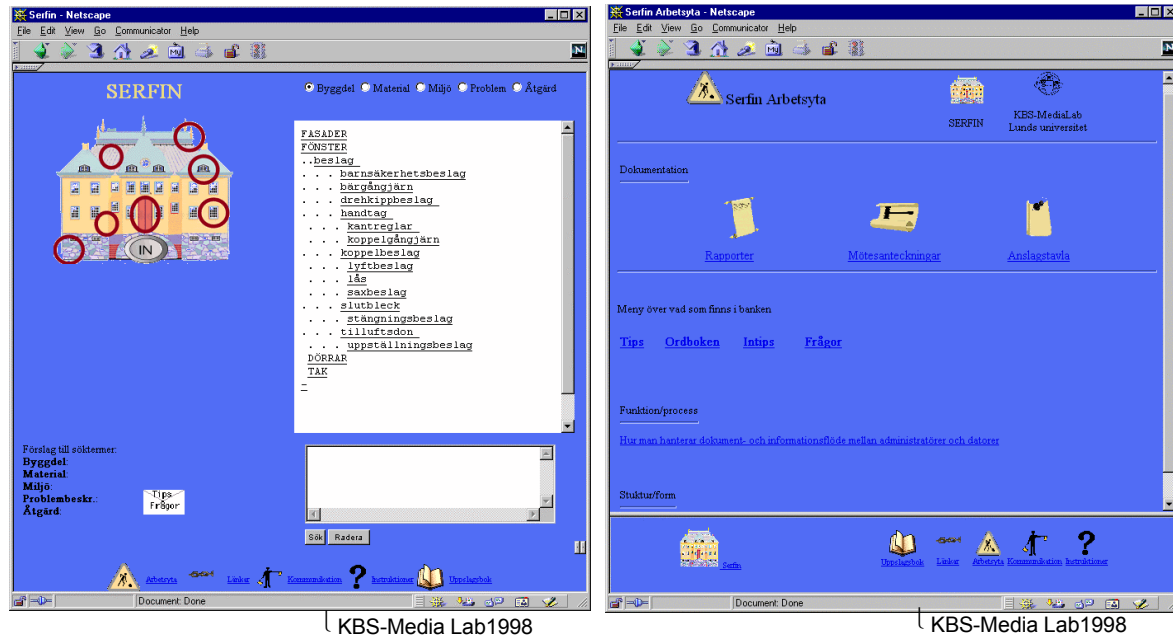 Serfin - Netscape
File Edit View Go Communicator Help
SERFIN
Byggdel Material Miljö Problem Åtgärd
FASADER
FÖNSTER
..beslag
. . . barnsäkerhetsbeslag
. . . bärgångjärn
. . . drehkippbeslag
. . . handtag
. . . kantreglar
. . . koppelgångjärn
. . . koppelbeslag
. . . lyftbeslag
. . . lås
. . . saxbeslag
. . . slutbleck
. . . stängningsbeslag
. . . tilluftsdon
. . . uppställningsbeslag
DÖRRAR
TAK
IN
Förslag till söktermer:
Byggdel:
Material:
Miljö:
Problembeskr.:
Åtgärd:
Tips
Frågor
Sök Radera
Arbetsyta Länkar Kommunikation Instruktioner Uppslagsbok
Document: Done
KBS-Media Lab1998
Serfin Arbetsyta - Netscape
File Edit View Go Communicator Help
Serfin Arbetsyta
SERFIN
KBS-MediaLab
Lunds universitet
Dokumentation
Rapporter Mötesanteckningar Anslagstavla
Meny över vad som finns i banken
Tips Ordboken Intips Frågor
Funktion/process
Hur man hanterar dokument- och informationsflöde mellan administratörer och datorer
Stuktur/form
Serfin
Uppslagsbok Länkar Arbetsyta Kommunikation Instruktioner
Document: Done
KBS-Media Lab1998